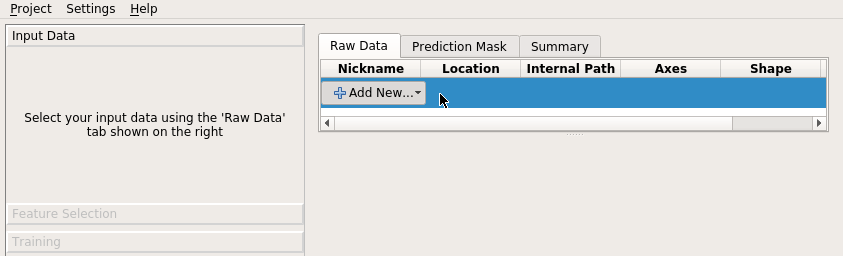 Project Settings Help
Input Data
Select your input data using the 'Raw Data'
tab shown on the right
Feature Selection
Training
Raw Data Prediction Mask Summary
Nickname Location Internal Path Axes Shape
Add New...